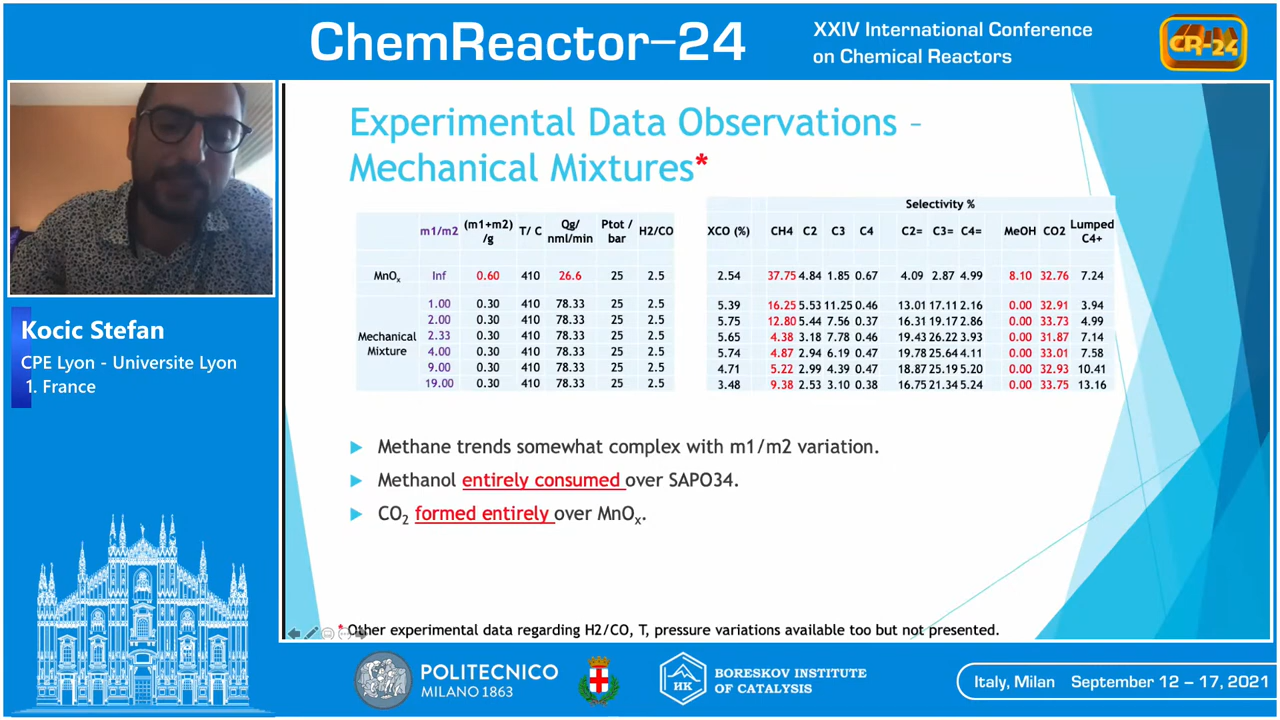 ChemReactor-24
XXIV International Conference
on Chemical Reactors
CR-24
Kocic Stefan
CPE Lyon - Universite Lyon
1. France
Experimental Data Observations –
Mechanical Mixtures*
m1/m2 (m1+m2)/g T/ C Qg/ nml/min Ptot / bar H2/CO
MnOx Inf 0.60 410 26.6 25 2.5
Mechanical Mixture
1.00 0.30 410 78.33 25 2.5
2.00 0.30 410 78.33 25 2.5
2.33 0.30 410 78.33 25 2.5
4.00 0.30 410 78.33 25 2.5
9.00 0.30 410 78.33 25 2.5
19.00 0.30 410 78.33 25 2.5
Selectivity %
XCO (%) CH4 C2 C3 C4 C2= C3= C4= MeOH CO2 Lumped C4+
2.54 37.75 4.84 1.85 0.67 4.09 2.87 4.99 8.10 32.76 7.24
5.39 16.25 5.53 11.25 0.46 13.01 17.11 2.16 0.00 32.91 3.94
5.75 12.80 5.44 7.56 0.37 16.31 19.17 2.86 0.00 33.73 4.99
5.65 4.38 3.18 7.78 0.46 19.43 26.22 3.93 0.00 31.87 7.14
5.74 4.87 2.94 6.19 0.47 19.78 25.64 4.11 0.00 33.01 7.58
4.71 5.22 2.99 4.39 0.47 18.87 25.19 5.20 0.00 32.93 10.41
3.48 9.38 2.53 3.10 0.38 16.75 21.34 5.24 0.00 33.75 13.16
Methane trends somewhat complex with m1/m2 variation.
Methanol entirely consumed over SAPO34.
CO2 formed entirely over MnOx.
* Other experimental data regarding H2/CO, T, pressure variations available too but not presented.
POLITECNICO
MILANO 1863
НК
BORESKOV INSTITUTE
OF CATALYSIS
Italy, Milan September 12 – 17, 2021